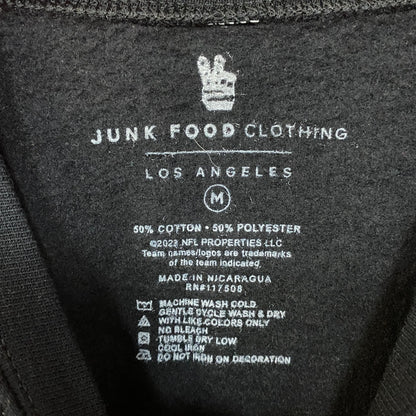 JUNK FOOD CLOTHING
LOS ANGELES
M
50% COTTON • 50% POLYESTER
©2022 NFL PROPERTIES LLC
Team names/logos are trademarks
of the team indicated.
MADE IN NICARAGUA
RN#117508
MACHINE WASH COLD
GENTLE CYCLE WASH & DRY
WITH LIKE COLORS ONLY
NO BLEACH
TUMBLE DRY LOW
COOL IRON
DO NOT IRON ON DECORATION